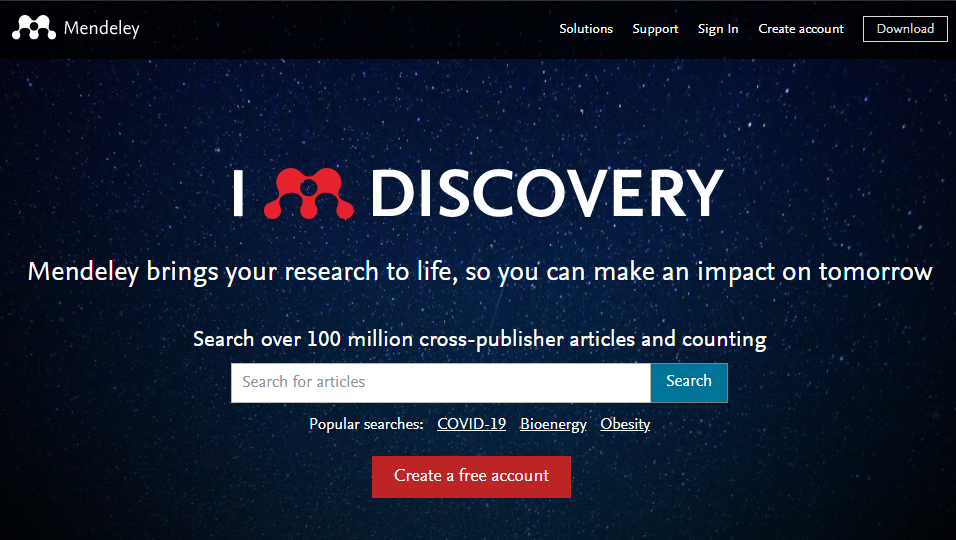 Mendeley
Solutions Support Sign In Create account Download
I DISCOVERY
Mendeley brings your research to life, so you can make an impact on tomorrow
Search over 100 million cross-publisher articles and counting
Search for articles Search
Popular searches: COVID-19 Bioenergy Obesity
Create a free account